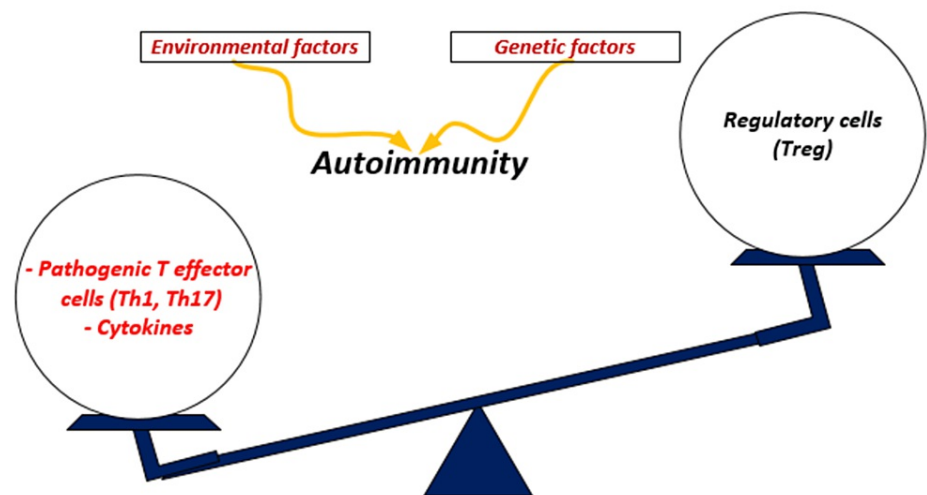 Environmental factors
Genetic factors
Autoimmunity
Regulatory cells
(Treg)
- Pathogenic T effector
cells (Th1, Th17)
- Cytokines